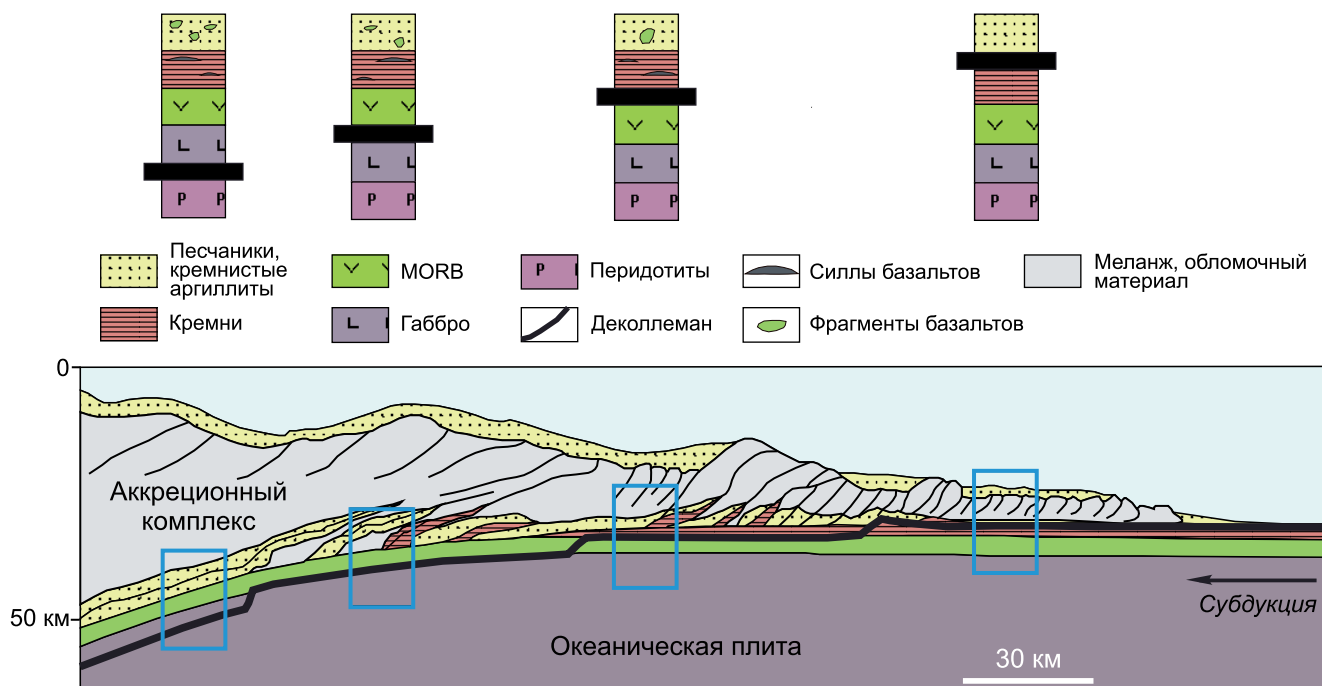 Песчаники,
кремнистые
аргиллиты
MORB
Перидотиты
Силлы базальтов
Меланж, обломочный
материал
Кремни
Габбро
Деколлеман
Фрагменты базальтов
0
Аккреционный
комплекс
50 км
Субдукция
Океаническая плита
30 км